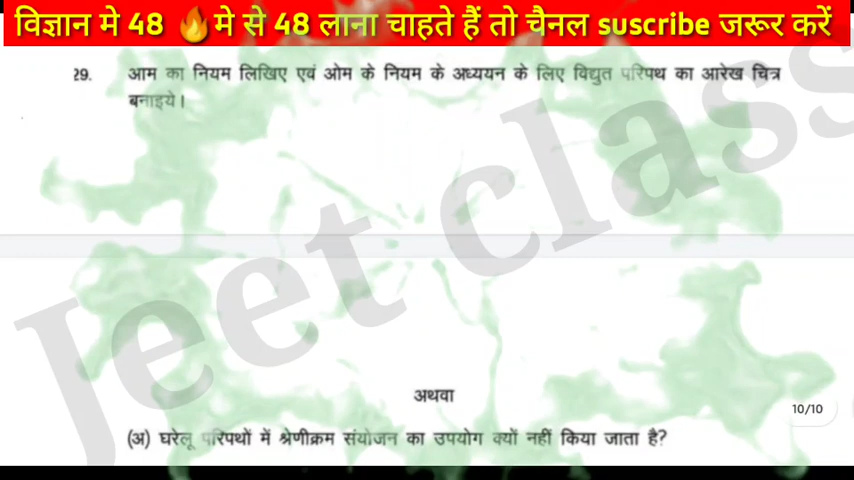 विज्ञान मे 48 🔥मे से 48 लाना चाहते हैं तो चैनल suscribe जरूर करें
29. आम का नियम लिखिए एवं ओम के नियम के अध्ययन के लिए विद्युत परिपथ का आरेख चित्र
बनाइये।
Jeet class
अथवा
10/10
(अ) घरेलू परिपथों में श्रेणीक्रम संयोजन का उपयोग क्यों नहीं किया जाता है?